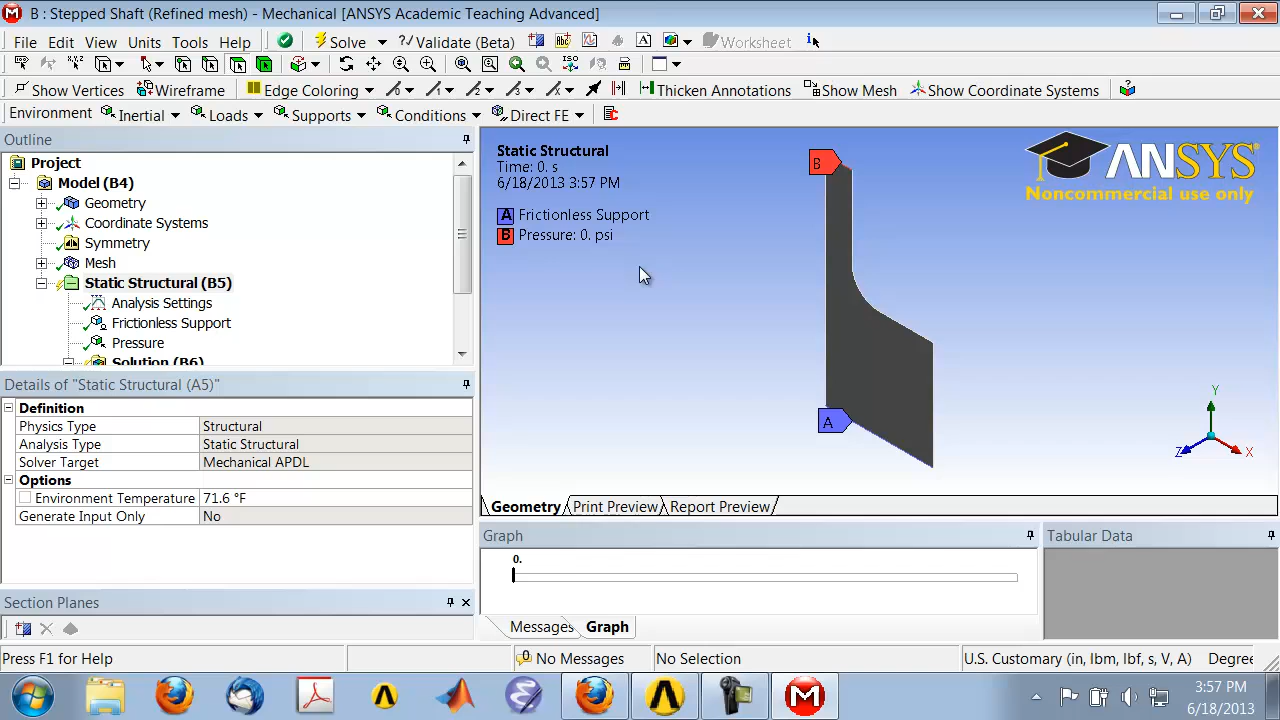 B : Stepped Shaft (Refined mesh) - Mechanical [ANSYS Academic Teaching Advanced]
File Edit View Units Tools Help Solve Validate (Beta) Worksheet
Show Vertices Wireframe Edge Coloring Thicken Annotations Show Mesh Show Coordinate Systems
Environment Inertial Loads Supports Conditions Direct FE
Outline
Project
Model (B4)
Geometry
Coordinate Systems
Symmetry
Mesh
Static Structural (B5)
Analysis Settings
Frictionless Support
Pressure
Solution (B6)
Details of "Static Structural (A5)"
Definition
Physics Type Structural
Analysis Type Static Structural
Solver Target Mechanical APDL
Options
Environment Temperature 71.6 °F
Generate Input Only No
Section Planes
Static Structural
Time: 0. s
6/18/2013 3:57 PM
A Frictionless Support
B Pressure: 0. psi
B
A
ANSYS
Noncommercial use only
Y
Z X
Geometry Print Preview Report Preview
Graph
0.
Messages Graph
Tabular Data
Press F1 for Help 0 No Messages No Selection U.S. Customary (in, lbm, lbf, s, V, A) Degree
3:57 PM
6/18/2013